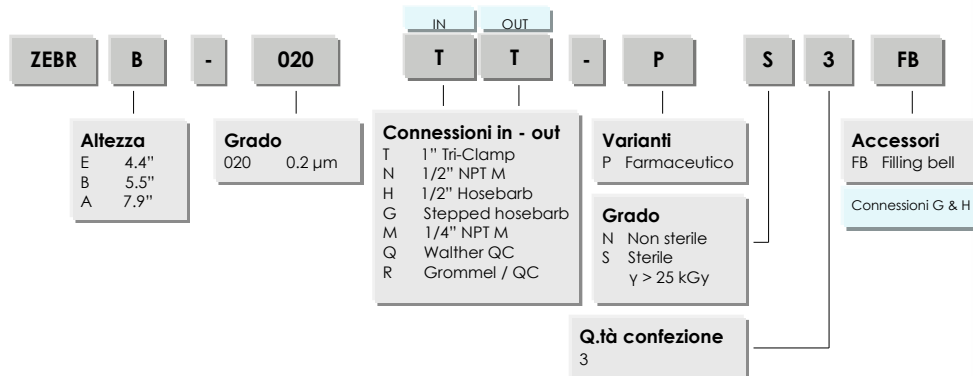 IN OUT
ZEBR B - 020 T T - P S 3 FB
Altezza
E 4.4”
B 5.5”
A 7.9”
Grado
020 0.2 µm
Connessioni in - out
T 1” Tri-Clamp
N 1/2” NPT M
H 1/2” Hosebarb
G Stepped hosebarb
M 1/4” NPT M
Q Walther QC
R Grommel / QC
Varianti
P Farmaceutico
Grado
N Non sterile
S Sterile
γ > 25 kGy
Q.tà confezione
3
Accessori
FB Filling bell
Connessioni G & H